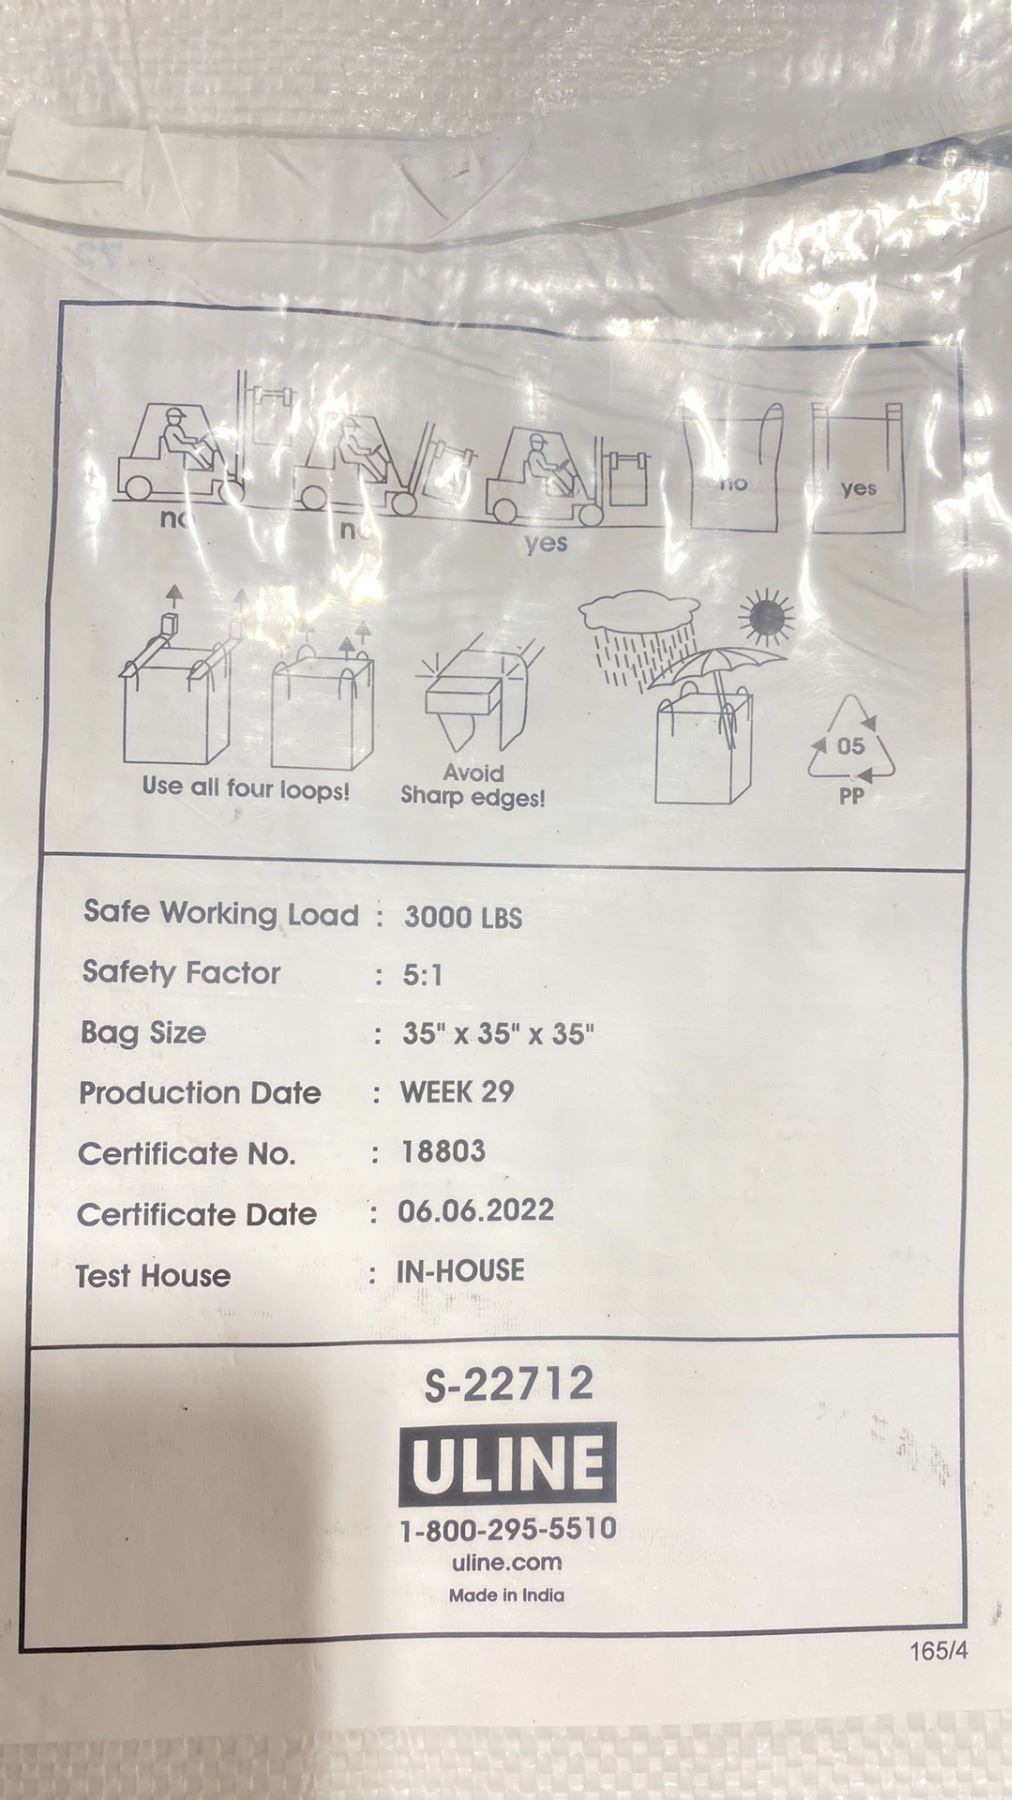 no
no
yes
no
yes
Use all four loops!
Avoid
Sharp edges!
05
PP
Safe Working Load : 3000 LBS
Safety Factor : 5:1
Bag Size : 35" x 35" x 35"
Production Date : WEEK 29
Certificate No. : 18803
Certificate Date : 06.06.2022
Test House : IN-HOUSE
S-22712
ULINE
1-800-295-5510
uline.com
Made in India
165/4